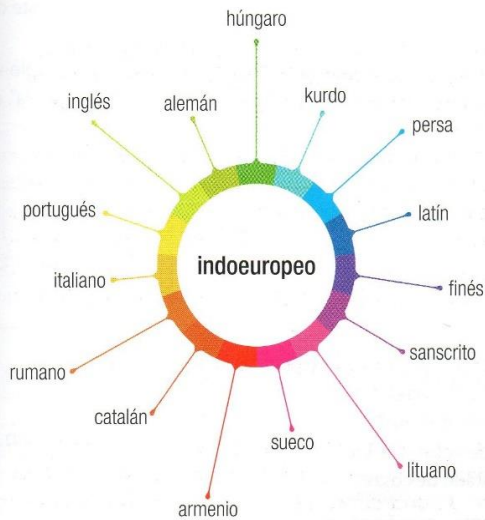 húngaro
kurdo
persa
latín
finés
sanscrito
lituano
sueco
armenio
catalán
rumano
italiano
portugués
inglés
alemán
indoeuropeo